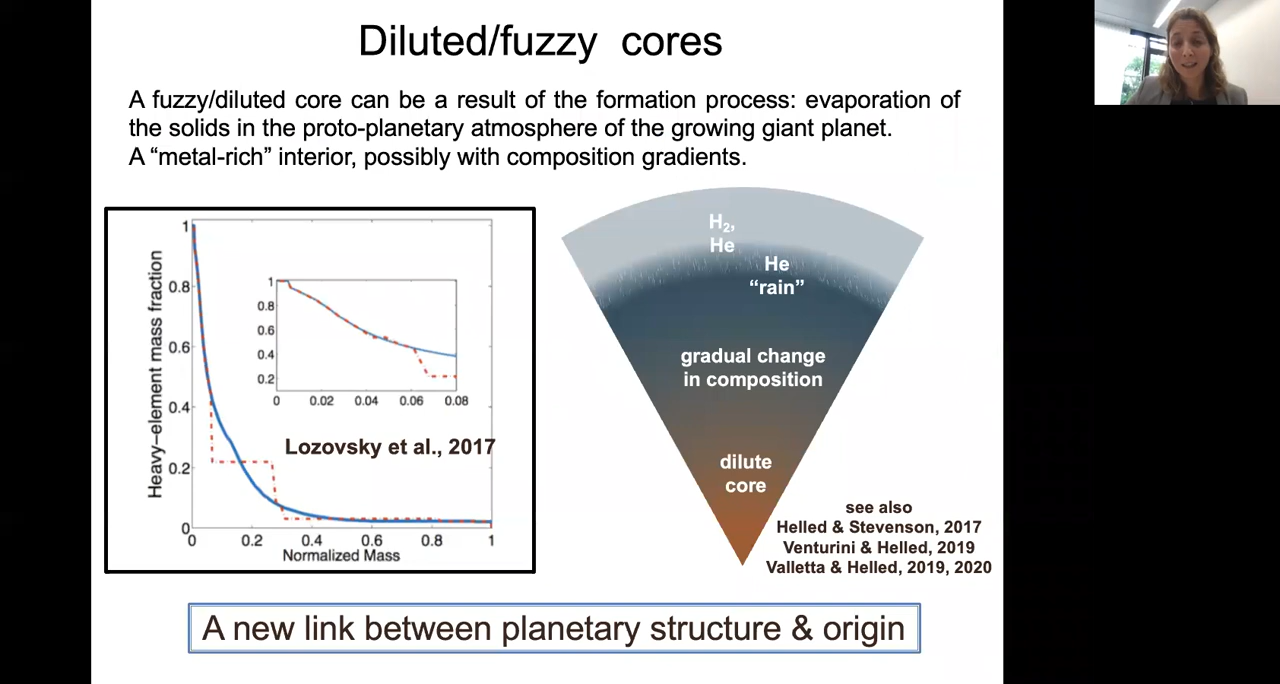 Diluted/fuzzy cores
A fuzzy/diluted core can be a result of the formation process: evaporation of
the solids in the proto-planetary atmosphere of the growing giant planet.
A “metal-rich” interior, possibly with composition gradients.
Heavy–element mass fraction
1
0.8
0.6
0.4
0.2
0
0
0.2
0.4
0.6
0.8
1
Normalized Mass
1
0.8
0.6
0.4
0.2
0
0.02
0.04
0.06
0.08
Lozovsky et al., 2017
H₂,
He
He
“rain”
gradual change
in composition
dilute
core
see also
Helled & Stevenson, 2017
Venturini & Helled, 2019
Valletta & Helled, 2019, 2020
A new link between planetary structure & origin